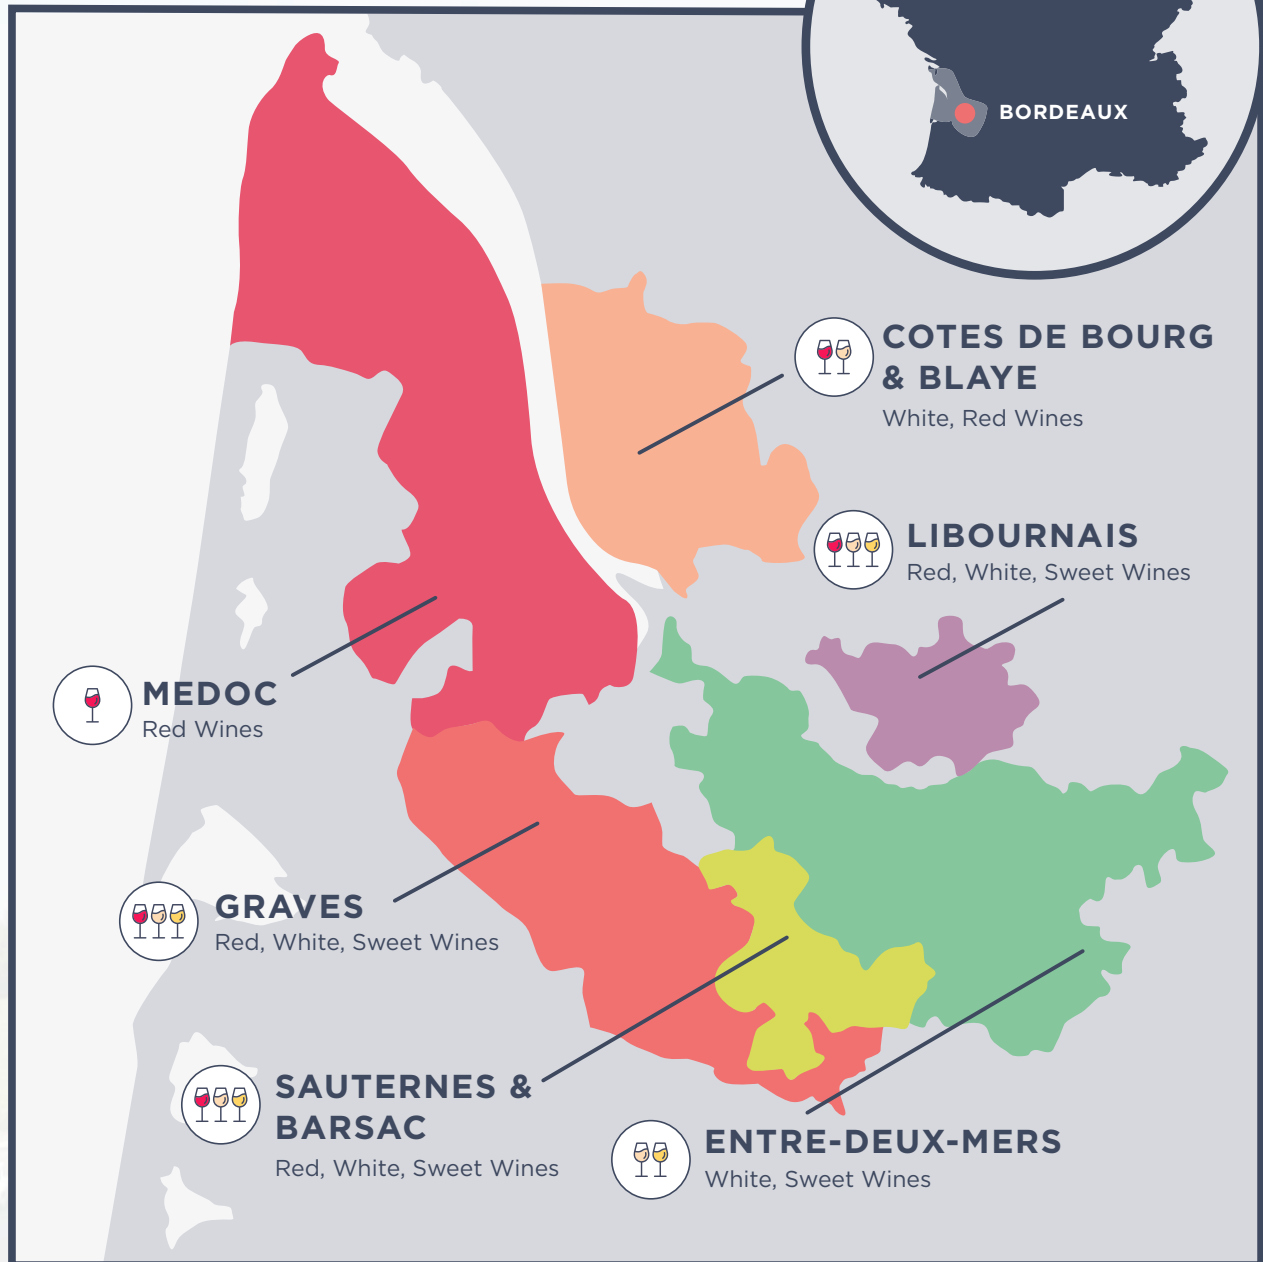 BORDEAUX
COTES DE BOURG
& BLAYE
White, Red Wines
LIBOURNAIS
Red, White, Sweet Wines
MEDOC
Red Wines
GRAVES
Red, White, Sweet Wines
SAUTERNES &
BARSAC
Red, White, Sweet Wines
ENTRE-DEUX-MERS
White, Sweet Wines